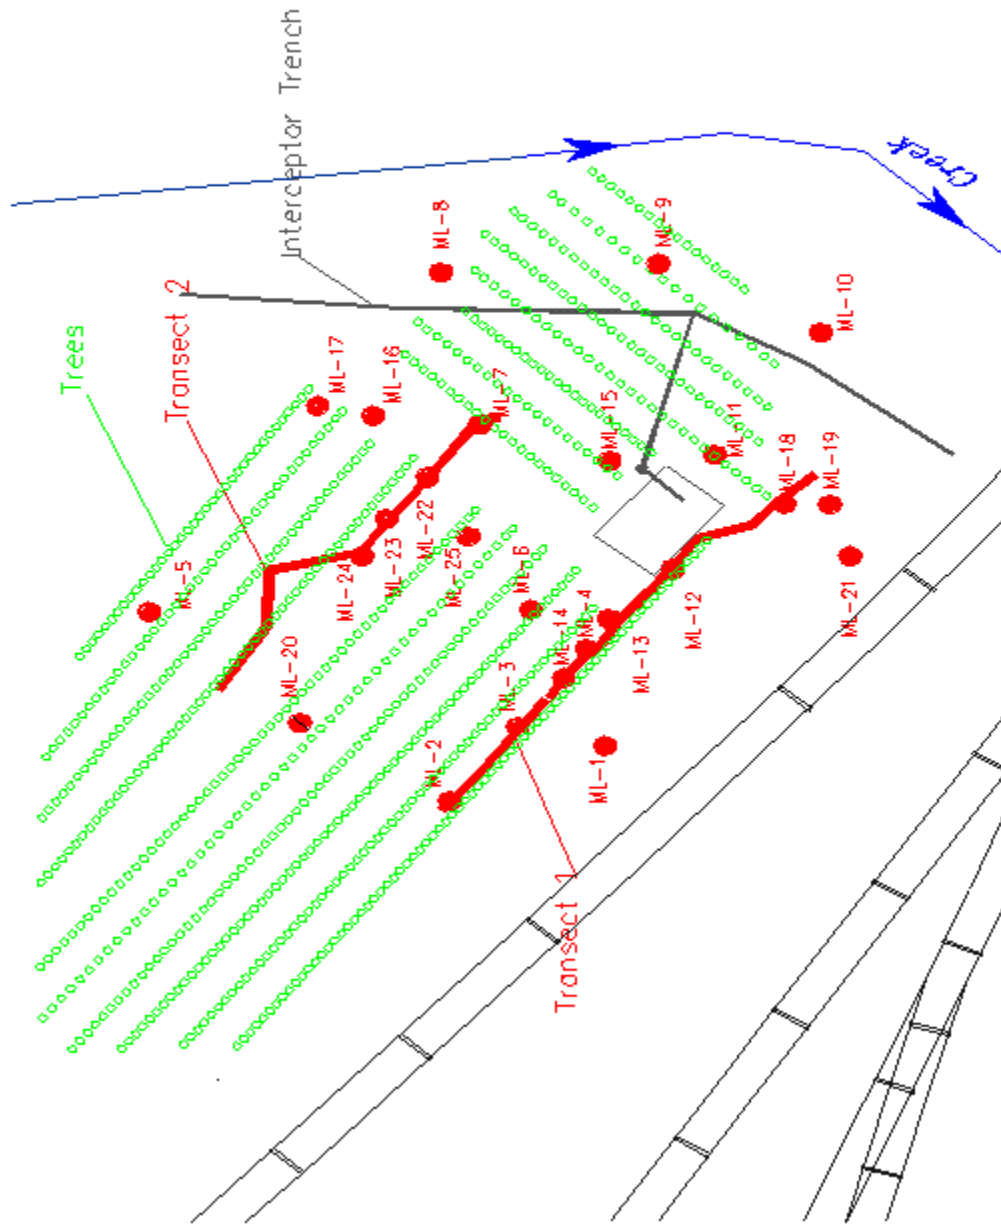 Interceptor Trench
Creek
ML-8
ML-9
ML-10
Trees
Transect 2
ML-17
ML-16
ML-7
ML-15
ML-11
ML-18
ML-19
ML-5
ML-24
ML-23
ML-22
ML-25
ML-6
ML-21
ML-20
ML-14
ML-4
ML-12
ML-3
ML-13
ML-2
ML-1
Transect 1